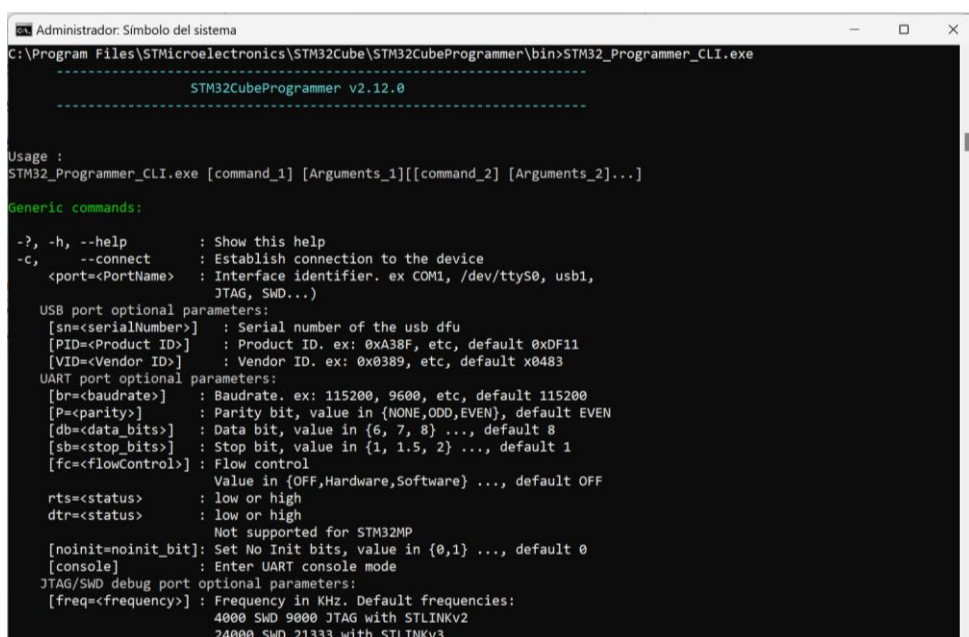 Administrador: Símbolo del sistema
C:\Program Files\STMicroelectronics\STM32Cube\STM32CubeProgrammer\bin>STM32_Programmer_CLI.exe
-------------------------------------------------------------------
STM32CubeProgrammer v2.12.0
-------------------------------------------------------------------
Usage :
STM32_Programmer_CLI.exe [command_1] [Arguments_1][[command_2] [Arguments_2]...]
Generic commands:
-?, -h, --help : Show this help
-c, --connect : Establish connection to the device
<port=<PortName> : Interface identifier. ex COM1, /dev/ttyS0, usb1,
JTAG, SWD...)
USB port optional parameters:
[sn=<serialNumber>] : Serial number of the usb dfu
[PID=<Product ID>] : Product ID. ex: 0xA38F, etc, default 0xDF11
[VID=<Vendor ID>] : Vendor ID. ex: 0x0389, etc, default x0483
UART port optional parameters:
[br=<baudrate>] : Baudrate. ex: 115200, 9600, etc, default 115200
[P=<parity>] : Parity bit, value in {NONE,ODD,EVEN}, default EVEN
[db=<data_bits>] : Data bit, value in {6, 7, 8} ..., default 8
[sb=<stop_bits>] : Stop bit, value in {1, 1.5, 2} ..., default 1
[fc=<flowControl>] : Flow control
Value in {OFF,Hardware,Software} ..., default OFF
rts=<status> : low or high
dtr=<status> : low or high
Not supported for STM32MP
[noinit=noinit_bit]: Set No Init bits, value in {0,1} ..., default 0
[console] : Enter UART console mode
JTAG/SWD debug port optional parameters:
[freq=<frequency>] : Frequency in KHz. Default frequencies:
4000 SWD 9000 JTAG with STLINKv2
24000 SWD 21333 with STLINKv3